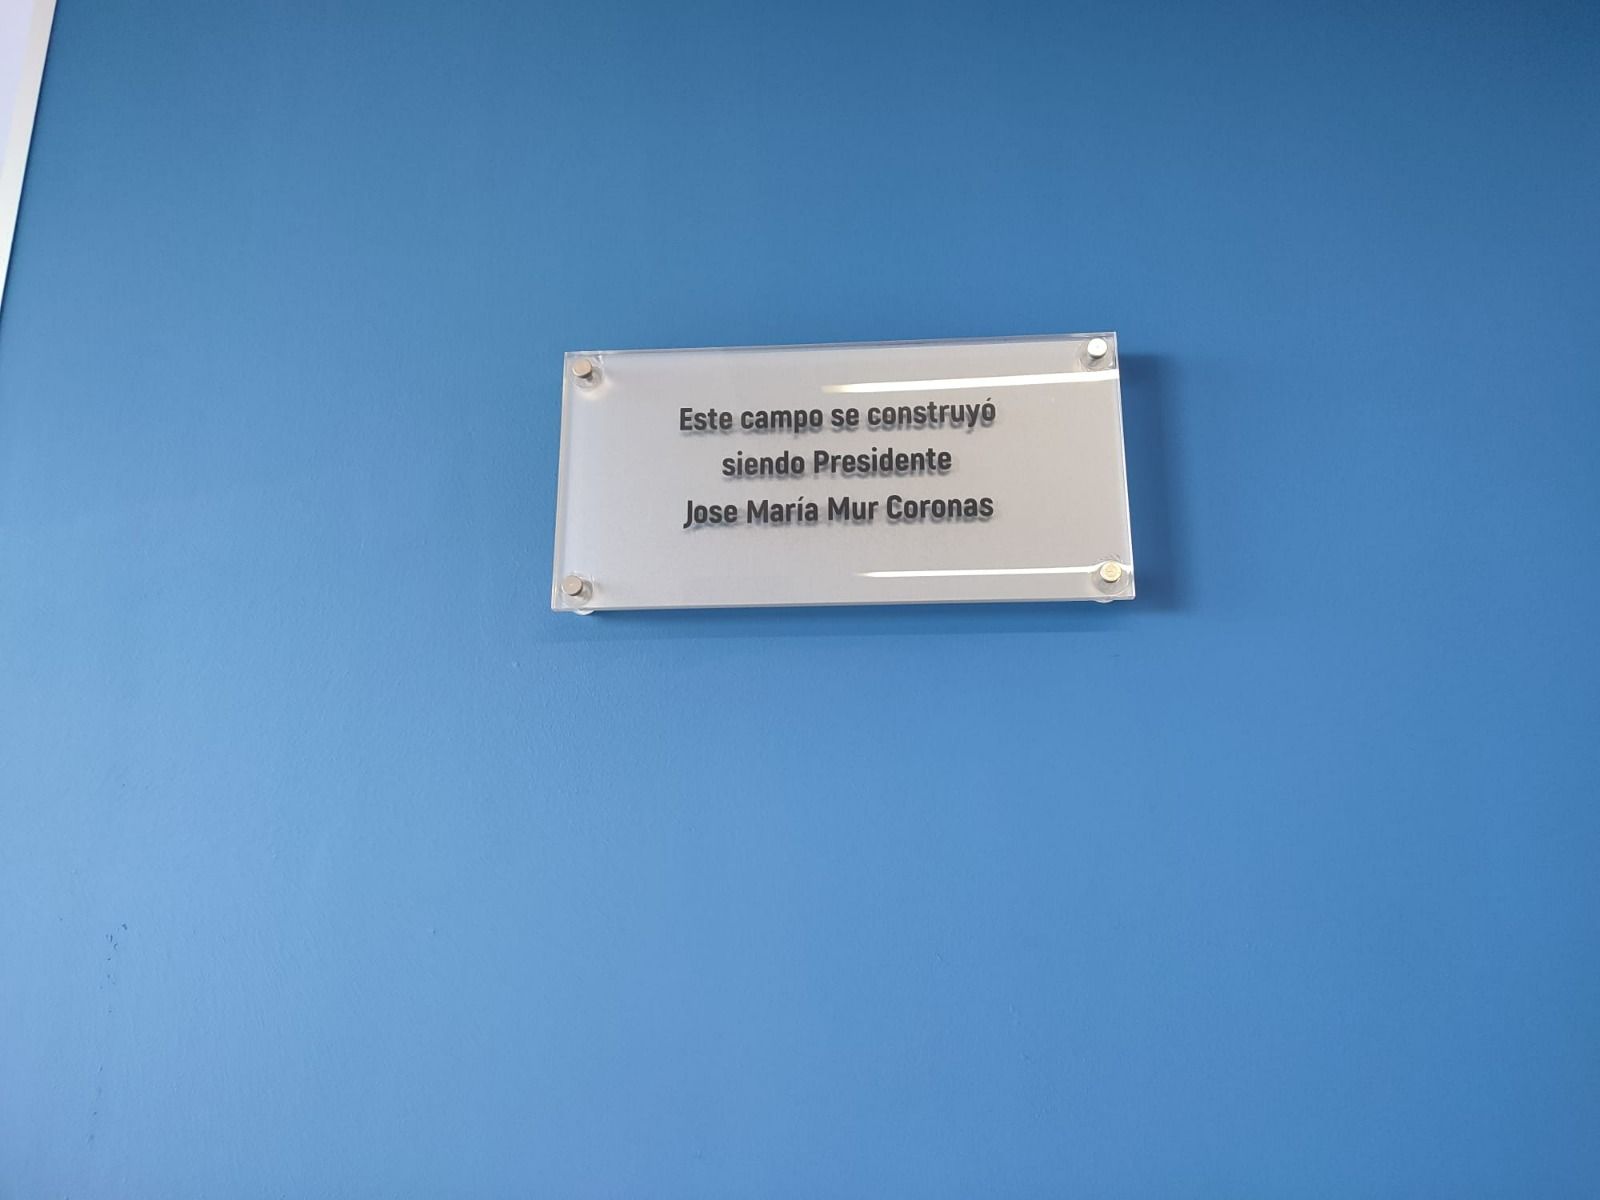 Este campo se construyó
siendo Presidente
Jose María Mur Coronas